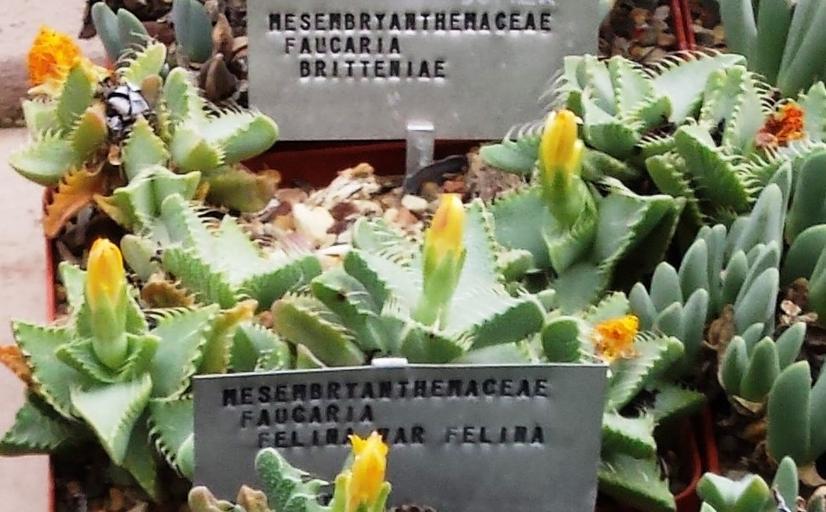 MESEMBRYANTHEMACEAE
FAUCARIA
BRITTENIAE
MESEMBRYANTHEMACEAE
FAUCARIA
FELINA VAR FELINA